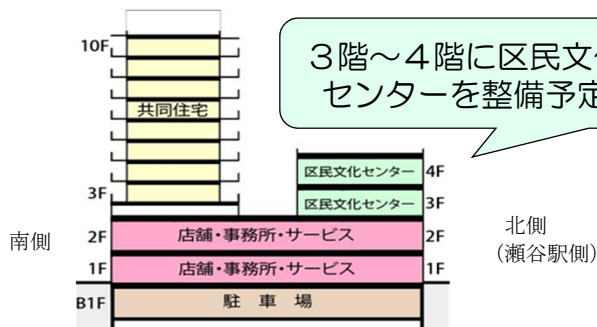 ３階～４階に区民文化
センターを整備予定
10F
共同住宅
3F
区民文化センター 4F
区民文化センター 3F
南側
2F 店舗・事務所・サービス 2F
1F 店舗・事務所・サービス 1F
B1F 駐車場
北側
（瀬谷駅側）